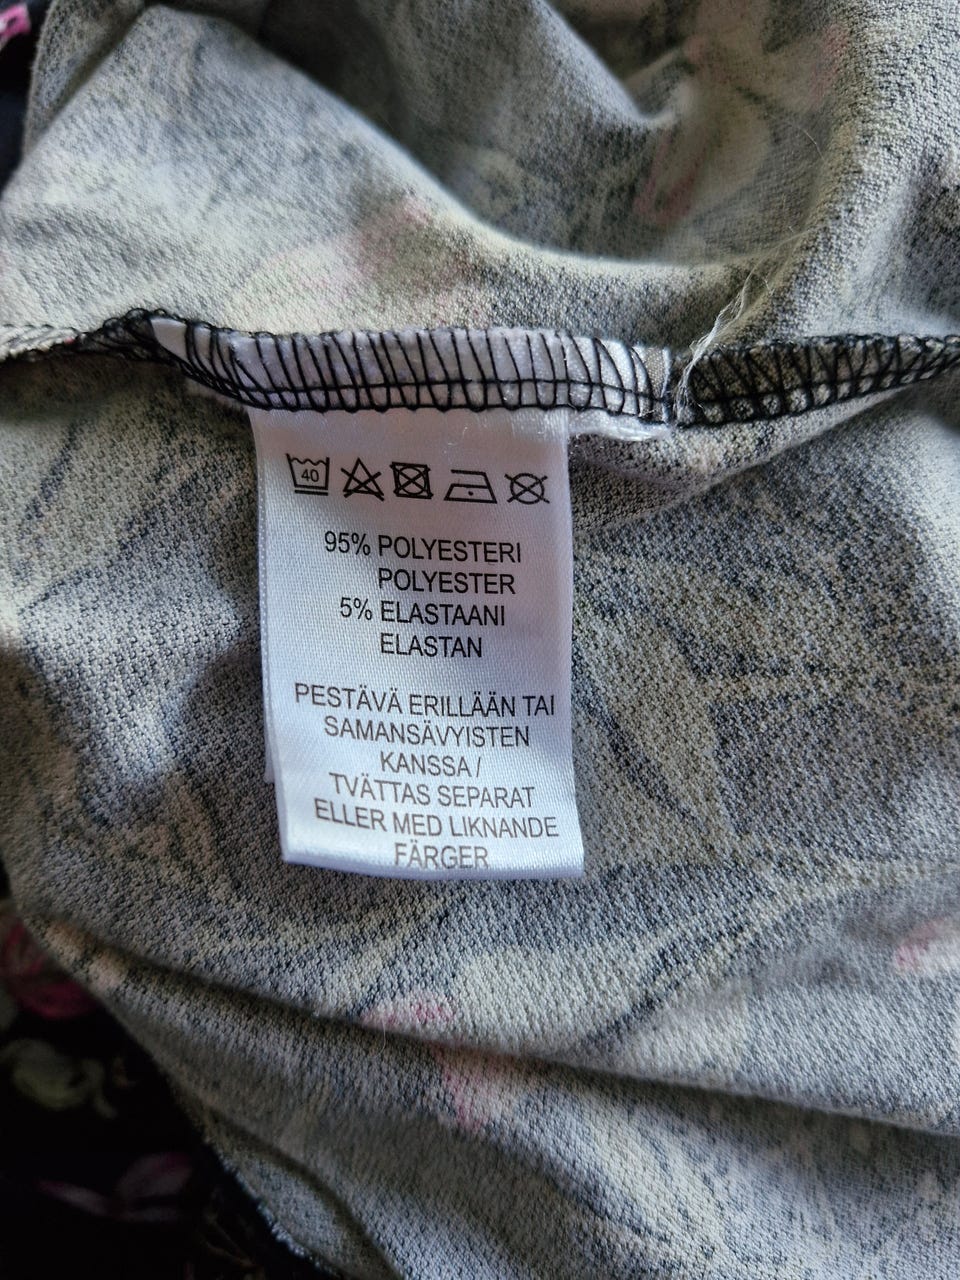 40
95% POLYESTERI
POLYESTER
5% ELASTAANI
ELASTAN
PESTÄVÄ ERILLÄÄN TAI
SAMANSÄVYISTEN
KANSSA /
TVÄTTAS SEPARAT
ELLER MED LIKNANDE
FÄRGER